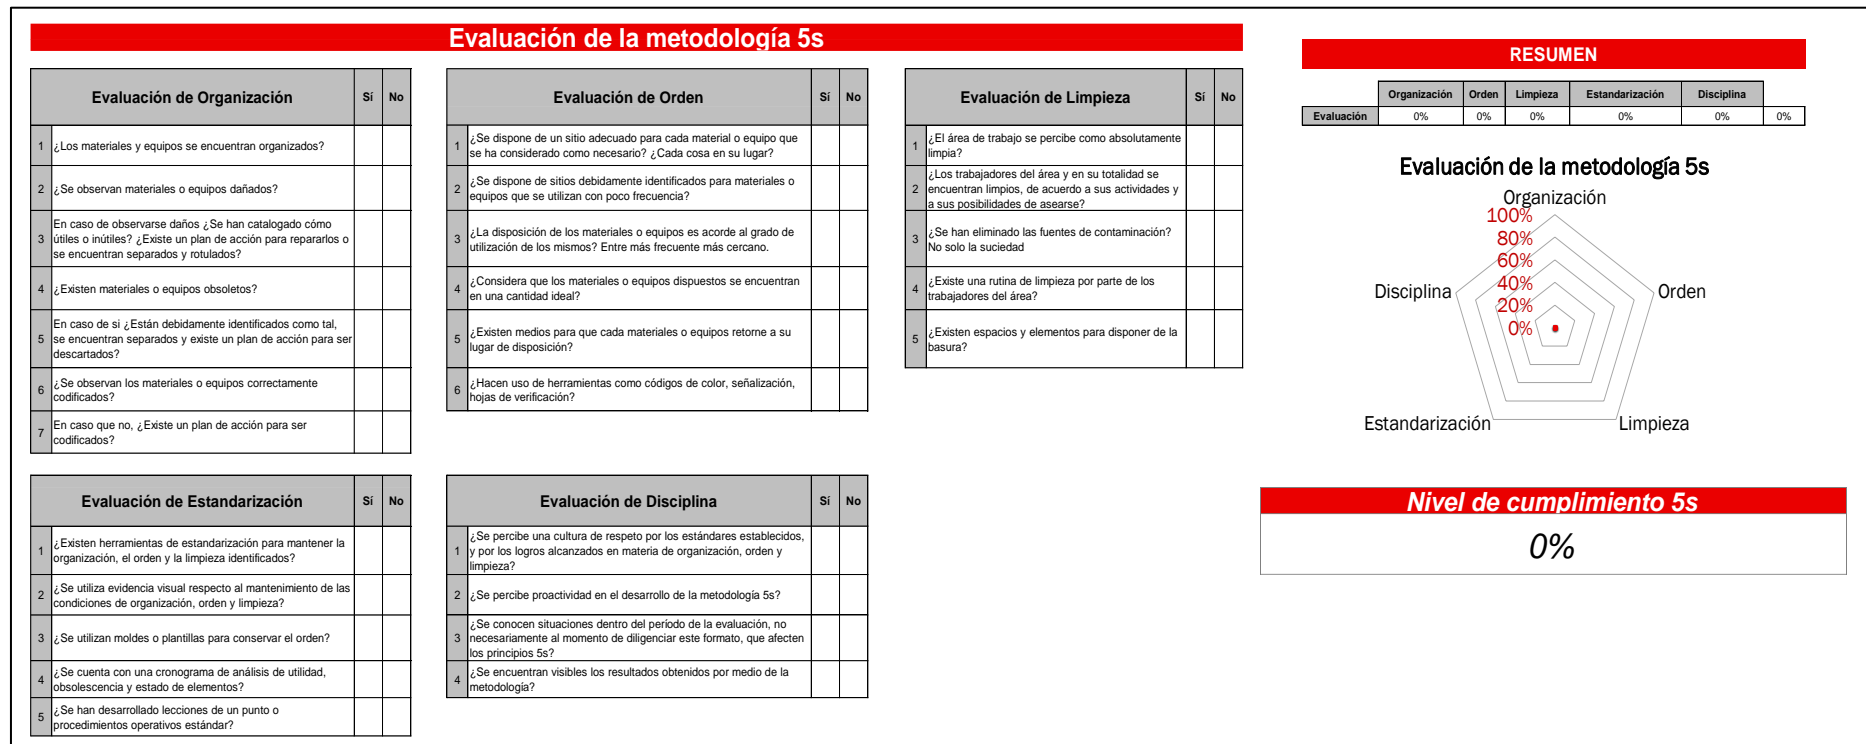 Evaluación de la metodología 5s
Evaluación de Organización Sí No
1 ¿Los materiales y equipos se encuentran organizados?
2 ¿Se observan materiales o equipos dañados?
3 En caso de observarse daños ¿Se han catalogado cómo
útiles o inútiles? ¿Existe un plan de acción para repararlos o
se encuentran separados y rotulados?
4 ¿Existen materiales o equipos obsoletos?
5 En caso de si ¿Están debidamente identificados como tal,
se encuentran separados y existe un plan de acción para ser
descartados?
6 ¿Se observan los materiales o equipos correctamente
codificados?
7 En caso que no, ¿Existe un plan de acción para ser
codificados?
Evaluación de Orden Sí No
1 ¿Se dispone de un sitio adecuado para cada material o equipo que
se ha considerado como necesario? ¿Cada cosa en su lugar?
2 ¿Se dispone de sitios debidamente identificados para materiales o
equipos que se utilizan con poco frecuencia?
3 ¿La disposición de los materiales o equipos es acorde al grado de
utilización de los mismos? Entre más frecuente más cercano.
4 ¿Considera que los materiales o equipos dispuestos se encuentran
en una cantidad ideal?
5 ¿Existen medios para que cada materiales o equipos retorne a su
lugar de disposición?
6 ¿Hacen uso de herramientas como códigos de color, señalización,
hojas de verificación?
Evaluación de Limpieza Sí No
1 ¿El área de trabajo se percibe como absolutamente
limpia?
2 ¿Los trabajadores del área y en su totalidad se
encuentran limpios, de acuerdo a sus actividades y
a sus posibilidades de asearse?
3 ¿Se han eliminado las fuentes de contaminación?
No solo la suciedad
4 ¿Existe una rutina de limpieza por parte de los
trabajadores del área?
5 ¿Existen espacios y elementos para disponer de la
basura?
Evaluación de Estandarización Sí No
1 ¿Existen herramientas de estandarización para mantener la
organización, el orden y la limpieza identificados?
2 ¿Se utiliza evidencia visual respecto al mantenimiento de las
condiciones de organización, orden y limpieza?
3 ¿Se utilizan moldes o plantillas para conservar el orden?
4 ¿Se cuenta con una cronograma de análisis de utilidad,
obsolescencia y estado de elementos?
5 ¿Se han desarrollado lecciones de un punto o
procedimientos operativos estándar?
Evaluación de Disciplina Sí No
1 ¿Se percibe una cultura de respeto por los estándares establecidos,
y por los logros alcanzados en materia de organización, orden y
limpieza?
2 ¿Se percibe proactividad en el desarrollo de la metodología 5s?
3 ¿Se conocen situaciones dentro del período de la evaluación, no
necesariamente al momento de diligenciar este formato, que afecten
los principios 5s?
4 ¿Se encuentran visibles los resultados obtenidos por medio de la
metodología?
RESUMEN
Organización Orden Limpieza Estandarización Disciplina
Evaluación 0% 0% 0% 0% 0% 0%
Evaluación de la metodología 5s
Organización
100%
80%
60%
40%
20%
0%
Disciplina
Orden
Estandarización
Limpieza
Nivel de cumplimiento 5s
0%